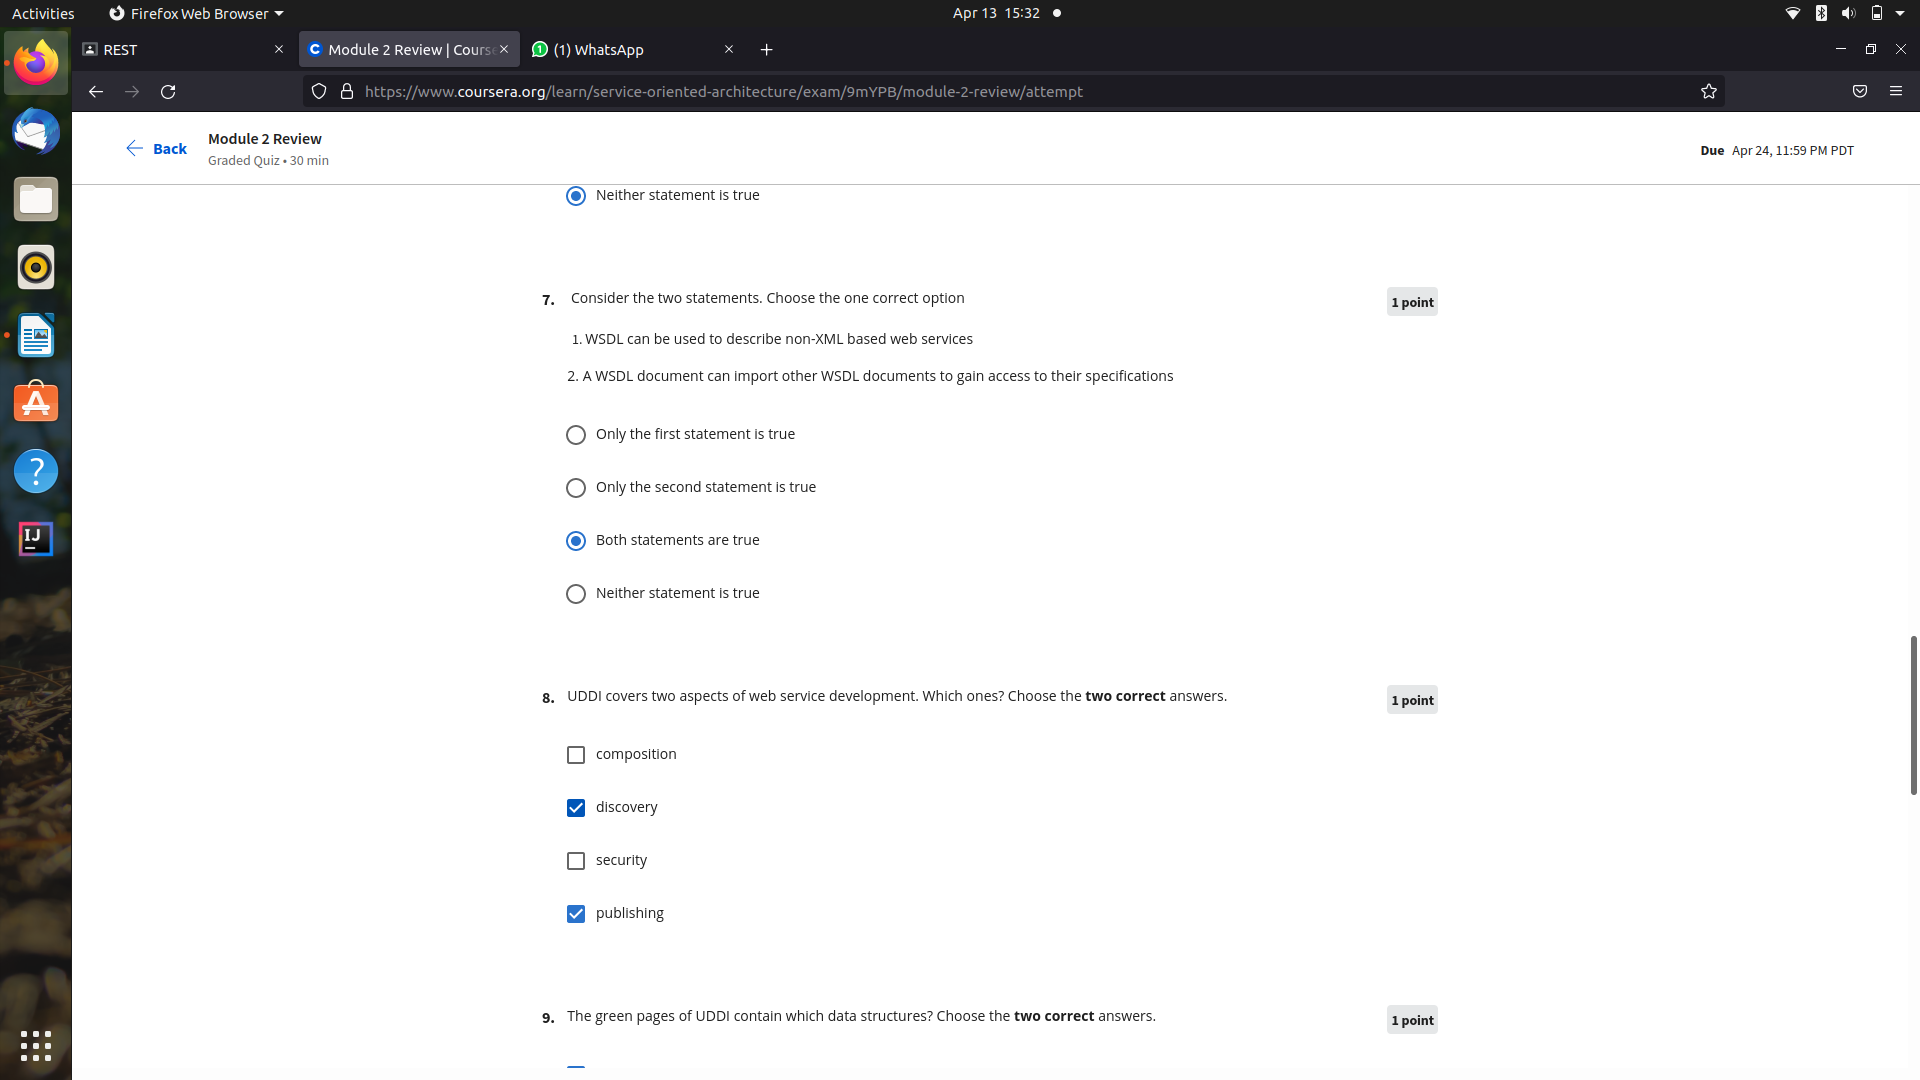 Activities
Firefox Web Browser
Apr 13 15:32
REST
Module 2 Review | Course
(1) WhatsApp
https://www.coursera.org/learn/service-oriented-architecture/exam/9mYPB/module-2-review/attempt
Back
Module 2 Review
Graded Quiz • 30 min
Due Apr 24, 11:59 PM PDT
Neither statement is true
7. Consider the two statements. Choose the one correct option
1 point
1. WSDL can be used to describe non-XML based web services
2. A WSDL document can import other WSDL documents to gain access to their specifications
Only the first statement is true
Only the second statement is true
Both statements are true
Neither statement is true
8. UDDI covers two aspects of web service development. Which ones? Choose the two correct answers.
1 point
composition
discovery
security
publishing
9. The green pages of UDDI contain which data structures? Choose the two correct answers.
1 point